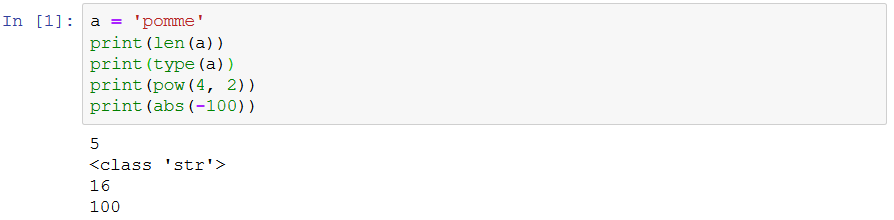 In [1]: a = 'pomme'
print(len(a))
print(type(a))
print(pow(4, 2))
print(abs(-100))
5
<class 'str'>
16
100